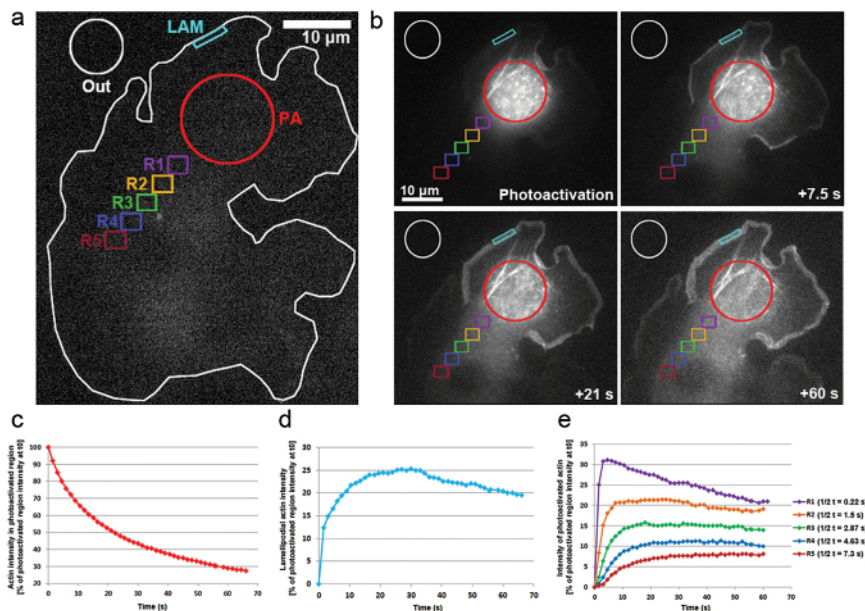 a
LAM
10 µm
Out
PA
R1
R2
R3
R4
R5
b
10 µm
Photoactivation
+7.5 s
+21 s
+60 s
c
Actin intensity in photoactivated region
[% of photoactivated region intensity at t0]
100
90
80
70
60
50
40
30
20
0 10 20 30 40 50 60 70
Time (s)
d
Lamellipodial actin intensity
[% of photoactivated region intensity at t0]
30
25
20
15
10
5
0
0 10 20 30 40 50 60 70
Time (s)
e
Intensity of photoactivated actin
[% of photoactivated region intensity at t0]
35
30
25
20
15
10
5
0
0 10 20 30 40 50 60 70
Time (s)
R1 (1/2 t = 0.22 s)
R2 (1/2 t = 1.5 s)
R3 (1/2 t = 2.87 s)
R4 (1/2 t = 4.63 s)
R5 (1/2 t = 7.3 s)